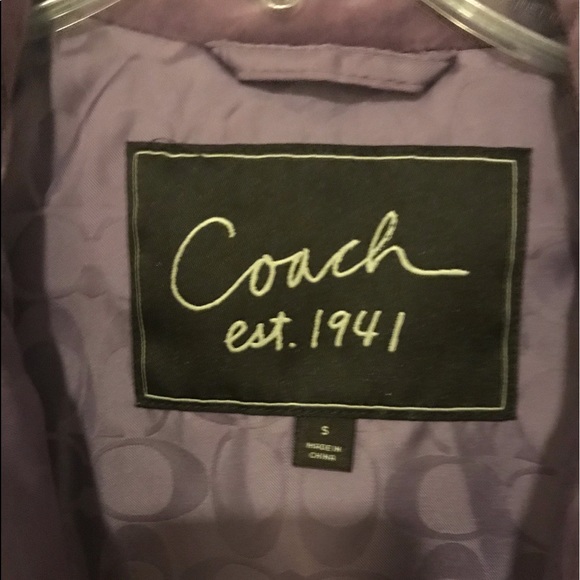 Coach
est. 1941
S
MADE IN
CHINA